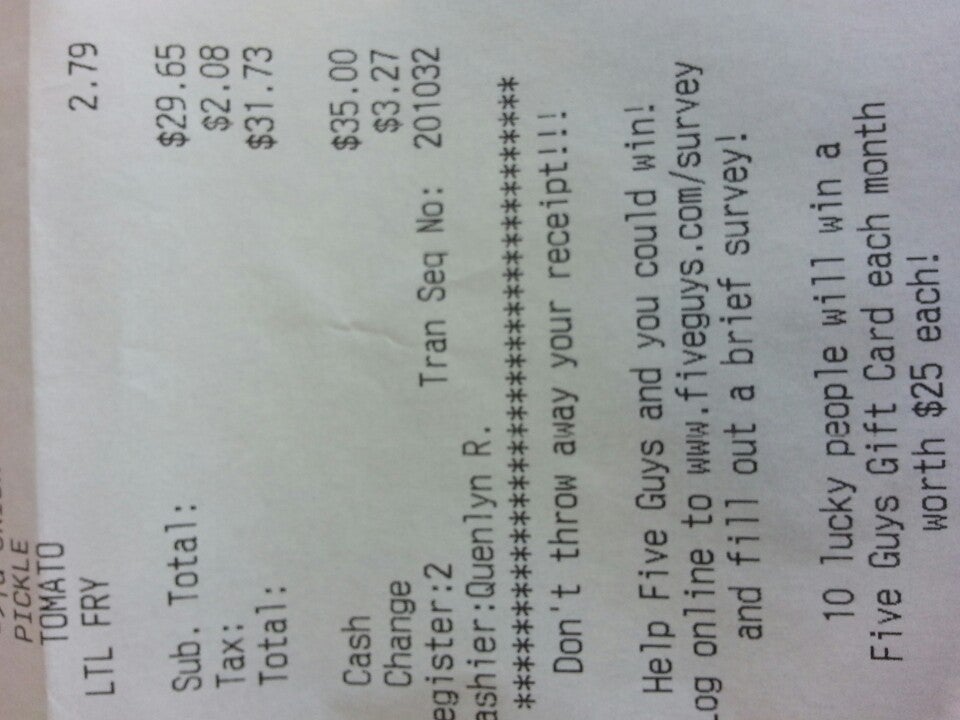 PICKLE
TOMATO
LTL FRY 2.79
Sub. Total: $29.65
Tax: $2.08
Total: $31.73
Cash $35.00
Change $3.27
egister:2 Tran Seq No: 201032
ashier:Quenlyn R.
****************************************
Don't throw away your receipt!!!
Help Five Guys and you could win!
Log online to www.fiveguys.com/survey
and fill out a brief survey!
10 lucky people will win a
Five Guys Gift Card each month
worth $25 each!